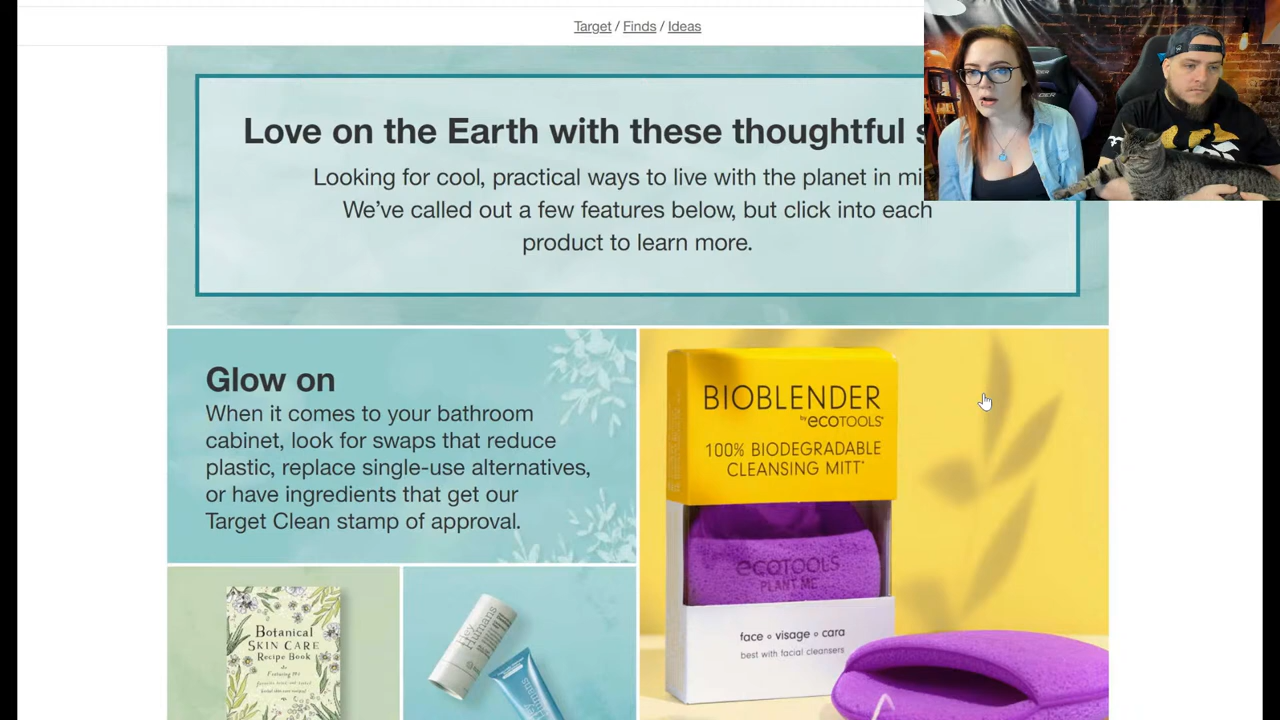 Target / Finds / Ideas
Love on the Earth with these thoughtful
Looking for cool, practical ways to live with the planet in
We've called out a few features below, but click into each
product to learn more.
Glow on
When it comes to your bathroom
cabinet, look for swaps that reduce
plastic, replace single-use alternatives,
or have ingredients that get our
Target Clean stamp of approval.
BIOBLENDER
by ecoTOOLS
100% BIODEGRADABLE
CLEANSING MITT*
ecoTOOLS
PLANT ME
face • visage • cara
best with facial cleansers
Botanical
SKIN CARE
Recipe Book
Hey
Humans